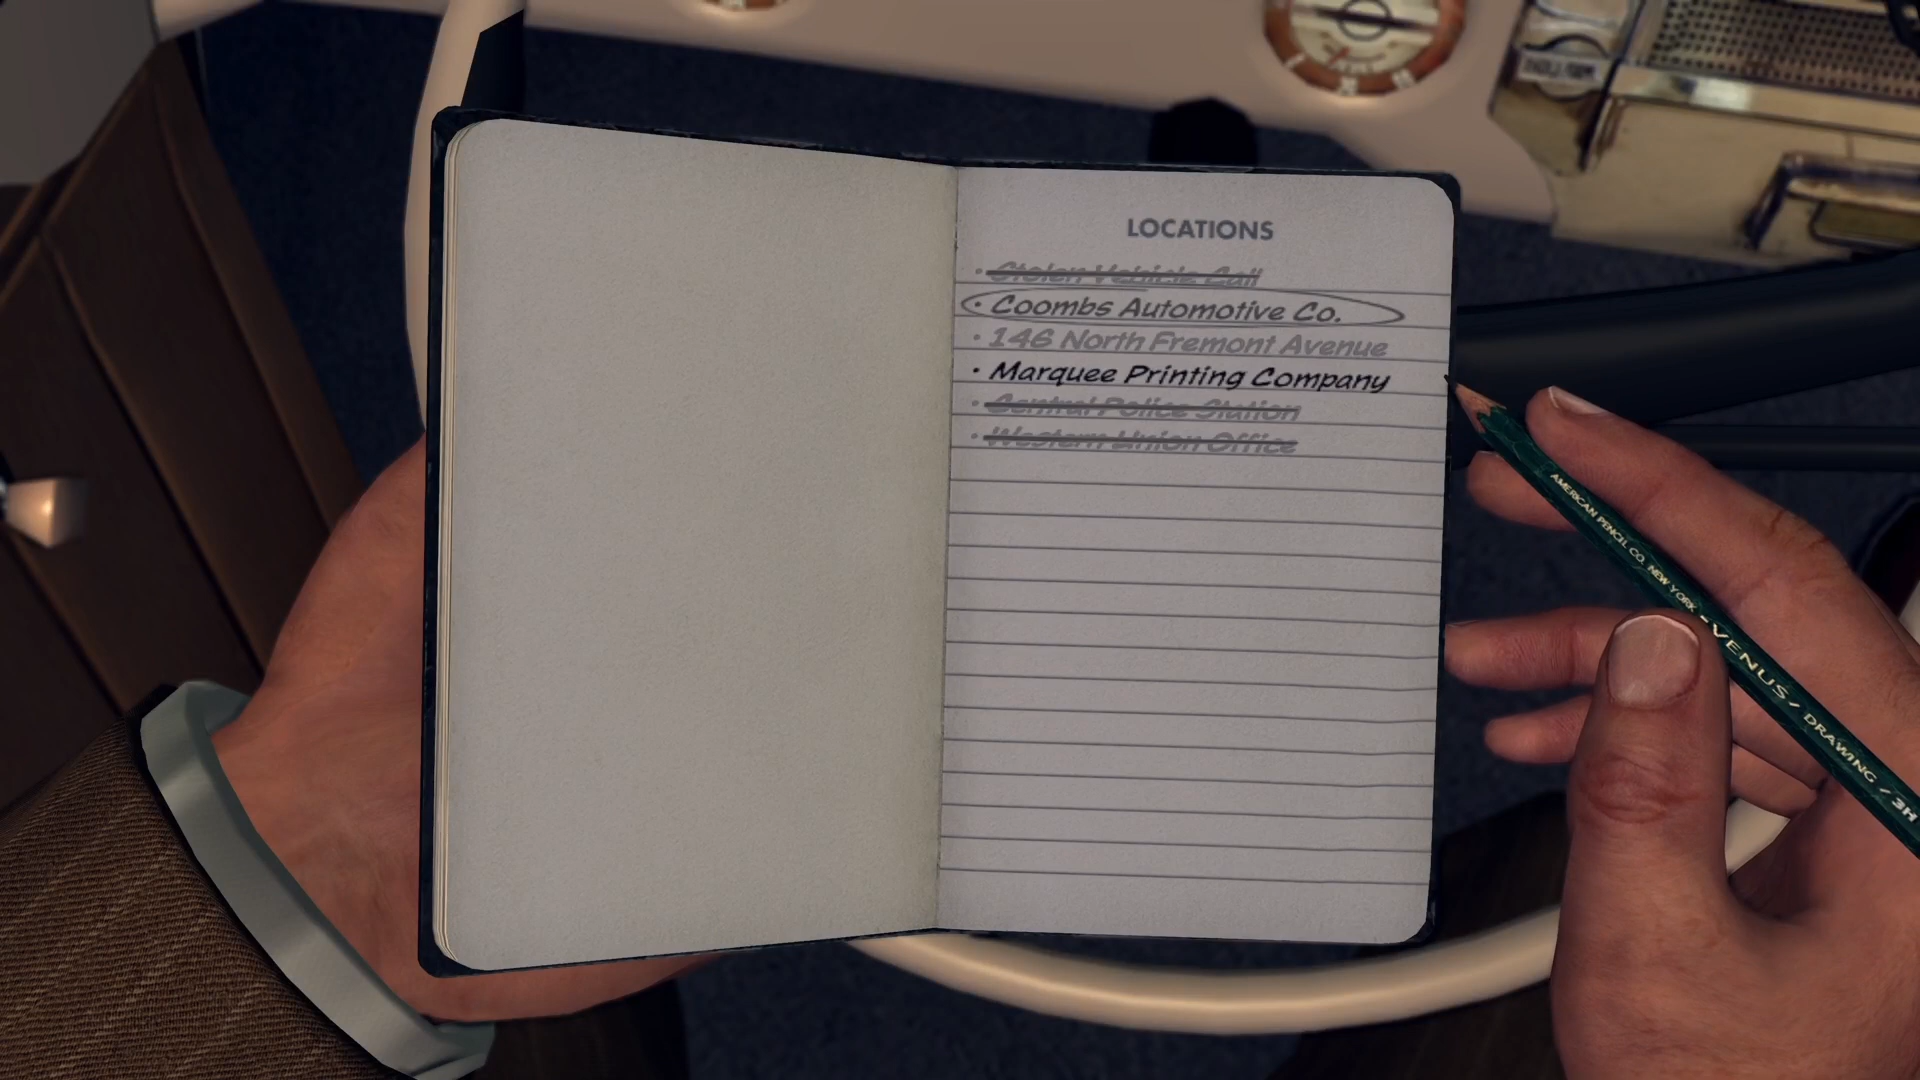 LOCATIONS
· Stolen Vehicle Call
· Coombs Automotive Co.
· 146 North Fremont Avenue
· Marquee Printing Company
· Central Police Station
· Western Union Office
AMERICAN PENCIL CO. NEW YORK -VENUS / DRAWING / 3H